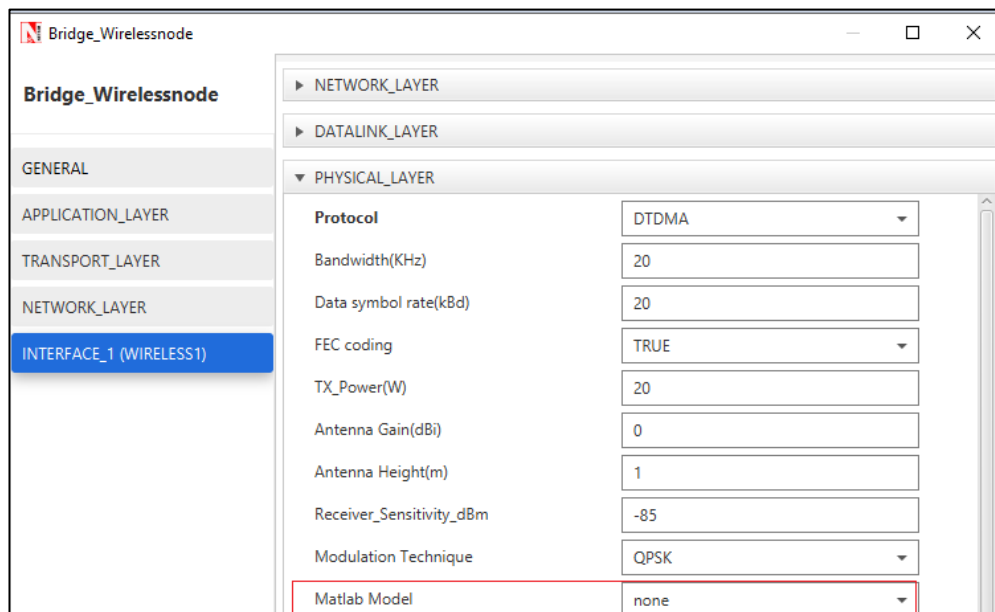 Bridge_Wirelessnode
Bridge_Wirelessnode
GENERAL
APPLICATION_LAYER
TRANSPORT_LAYER
NETWORK_LAYER
INTERFACE_1 (WIRELESS1)
NETWORK_LAYER
DATALINK_LAYER
PHYSICAL_LAYER
Protocol DTDMA
Bandwidth(KHz) 20
Data symbol rate(kBd) 20
FEC coding TRUE
TX_Power(W) 20
Antenna Gain(dBi) 0
Antenna Height(m) 1
Receiver_Sensitivity_dBm -85
Modulation Technique QPSK
Matlab Model none